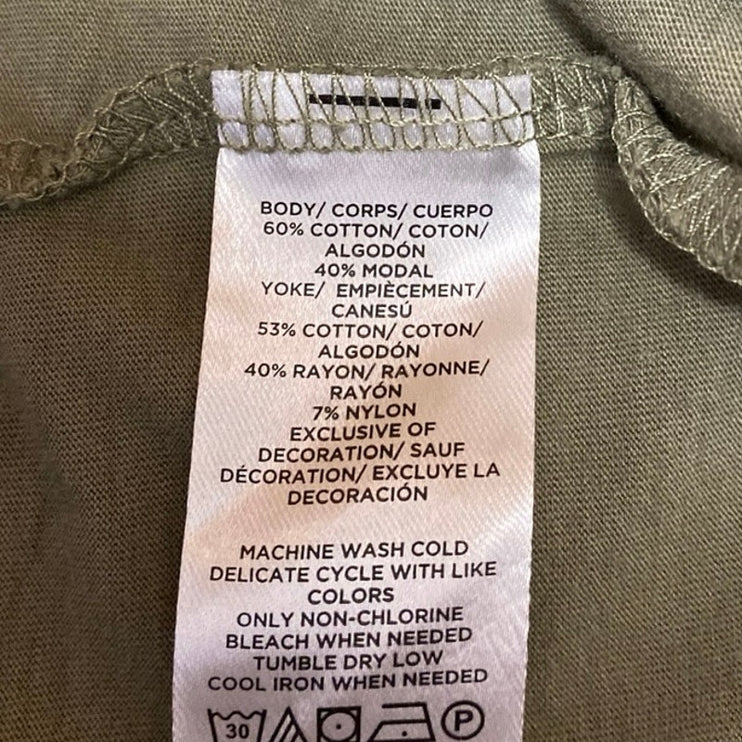 BODY/ CORPS/ CUERPO
60% COTTON/ COTON/
ALGODÓN
40% MODAL
YOKE/ EMPIÈCEMENT/
CANESÚ
53% COTTON/ COTON/
ALGODÓN
40% RAYON/ RAYONNE/
RAYÓN
7% NYLON
EXCLUSIVE OF
DECORATION/ SAUF
DÉCORATION/ EXCLUYE LA
DECORACIÓN
MACHINE WASH COLD
DELICATE CYCLE WITH LIKE
COLORS
ONLY NON-CHLORINE
BLEACH WHEN NEEDED
TUMBLE DRY LOW
COOL IRON WHEN NEEDED
30 P